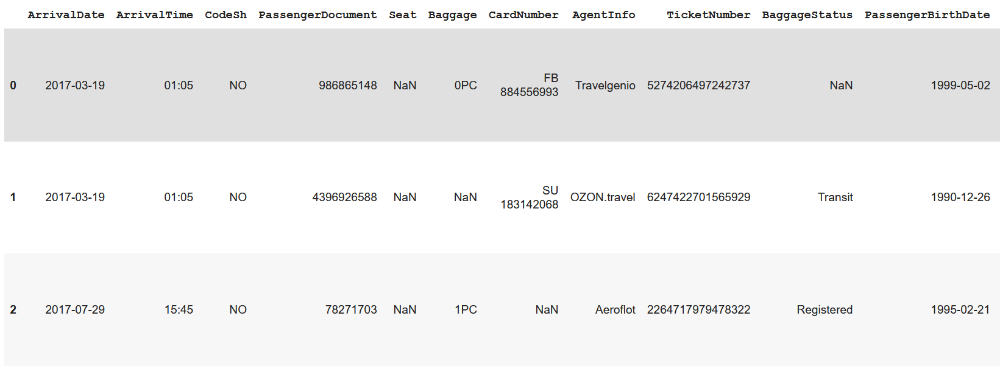 ArrivalDate ArrivalTime CodeSh PassengerDocument Seat Baggage CardNumber AgentInfo TicketNumber BaggageStatus PassengerBirthDate
0 2017-03-19 01:05 NO 986865148 NaN 0PC FB 884556993 Travelgenio 5274206497242737 NaN 1999-05-02
1 2017-03-19 01:05 NO 4396926588 NaN NaN SU 183142068 OZON.travel 6247422701565929 Transit 1990-12-26
2 2017-07-29 15:45 NO 78271703 NaN 1PC NaN Aeroflot 2264717979478322 Registered 1995-02-21